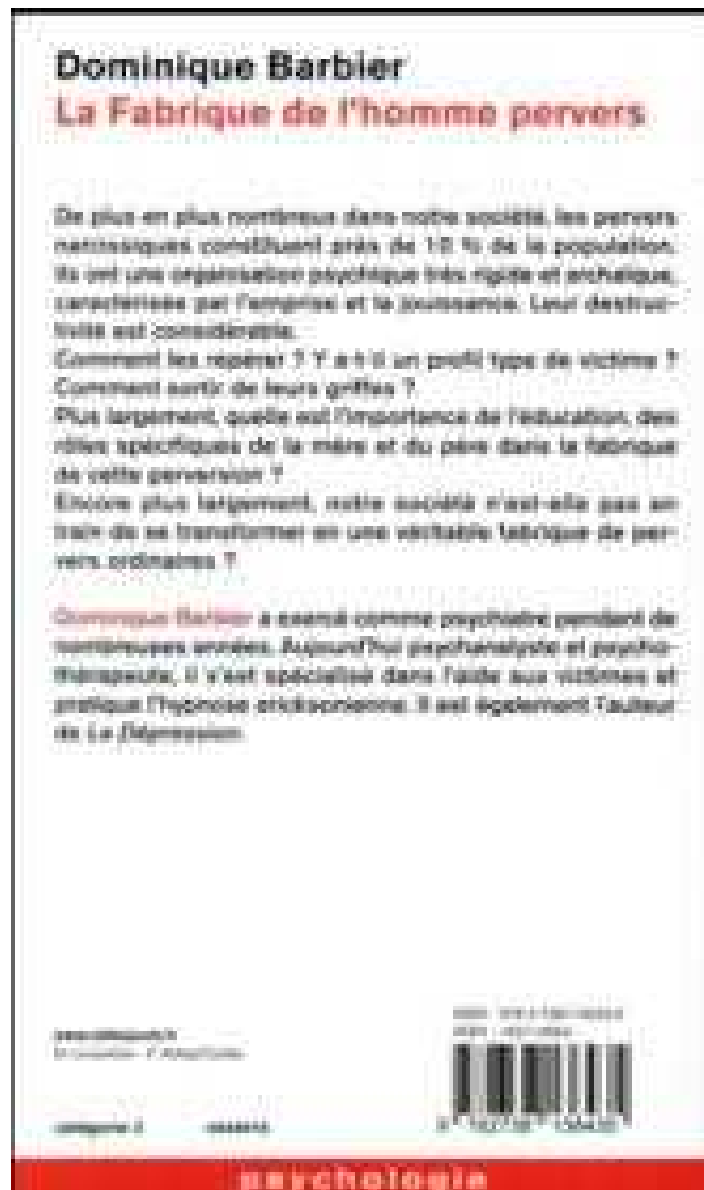 Dominique Barbier
La Fabrique de l'homme pervers
De plus en plus nombreux dans notre société, les pervers
narcissiques constituent près de 10 % de la population.
Ils ont une organisation psychique très rigide et archaïque,
caractérisée par l'emprise et la jouissance. Leur destruc-
tivité est considérable.
Comment les repérer ? Y a-t-il un profil type de victime ?
Comment sortir de leurs griffes ?
Plus largement, quelle est l'importance de l'éducation, des
rôles spécifiques de la mère et du père dans la fabrique
de cette perversion ?
Encore plus largement, notre société n'est-elle pas en
train de se transformer en une véritable fabrique de per-
vers ordinaires ?
Dominique Barbier a exercé comme psychiatre pendant de
nombreuses années. Aujourd'hui psychanalyste et psycho-
thérapeute, il s'est spécialisé dans l'aide aux victimes et
pratique l'hypnose ericksonienne. Il est également l'auteur
de La Dépression.
psychologie